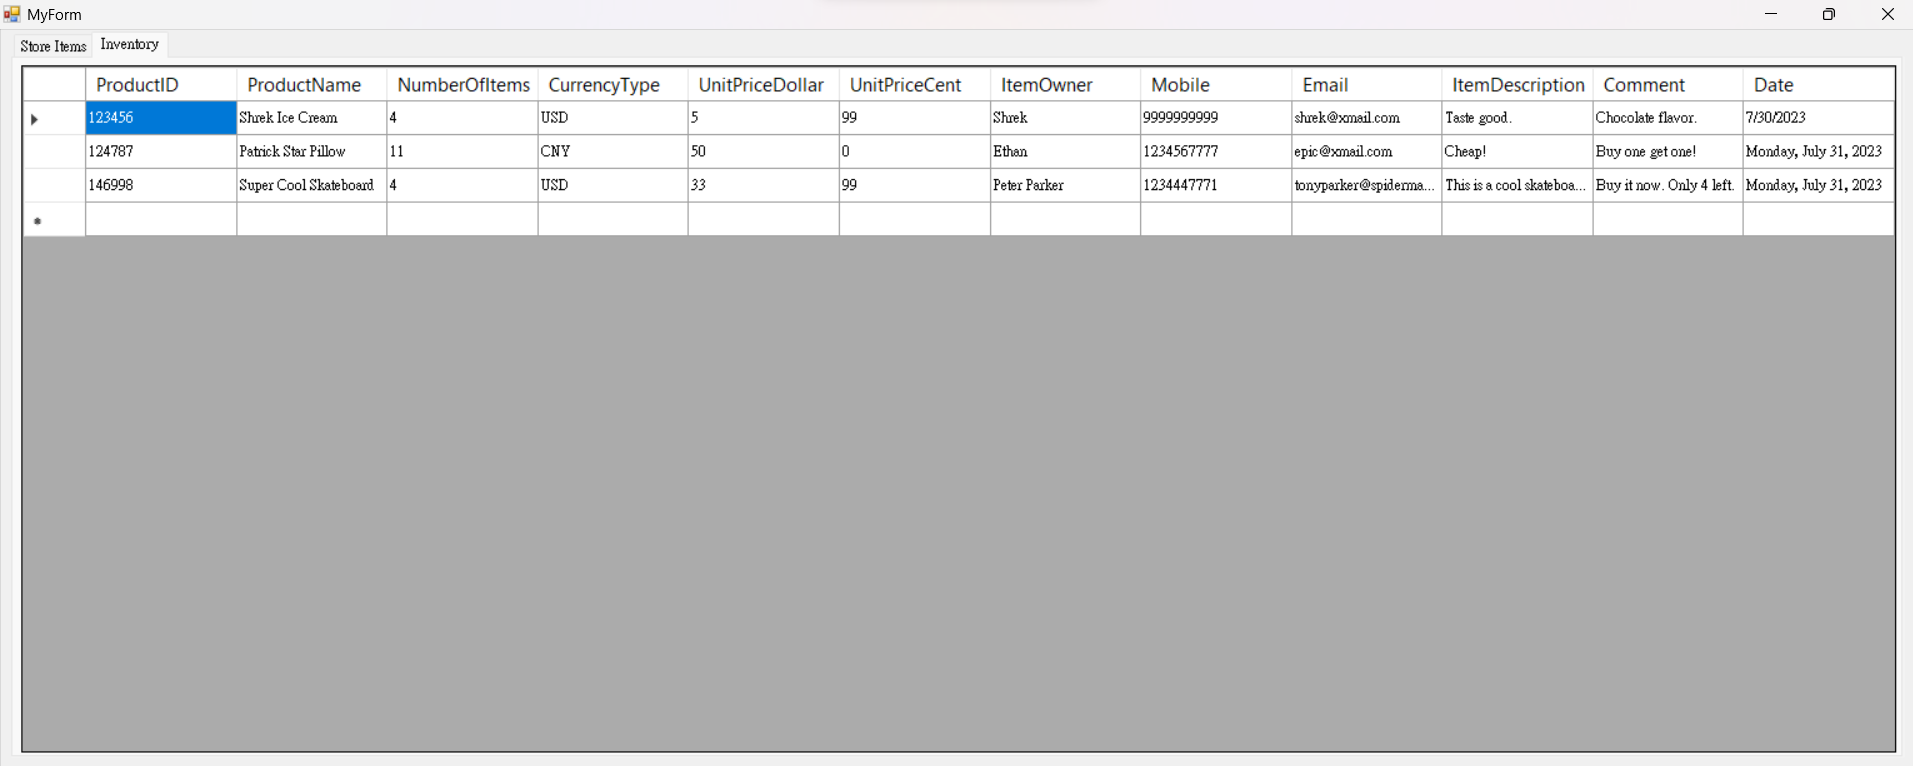 MyForm
Store Items Inventory
ProductID ProductName NumberOfItems CurrencyType UnitPriceDollar UnitPriceCent ItemOwner Mobile Email ItemDescription Comment Date
123456 Shrek Ice Cream 4 USD 5 99 Shrek 9999999999 shrek@xmail.com Taste good. Chocolate flavor. 7/30/2023
124787 Patrick Star Pillow 11 CNY 50 0 Ethan 1234567777 epic@xmail.com Cheap! Buy one get one! Monday, July 31, 2023
146998 Super Cool Skateboard 4 USD 33 99 Peter Parker 1234447771 tonyparker@spiderma... This is a cool skateboa... Buy it now. Only 4 left. Monday, July 31, 2023